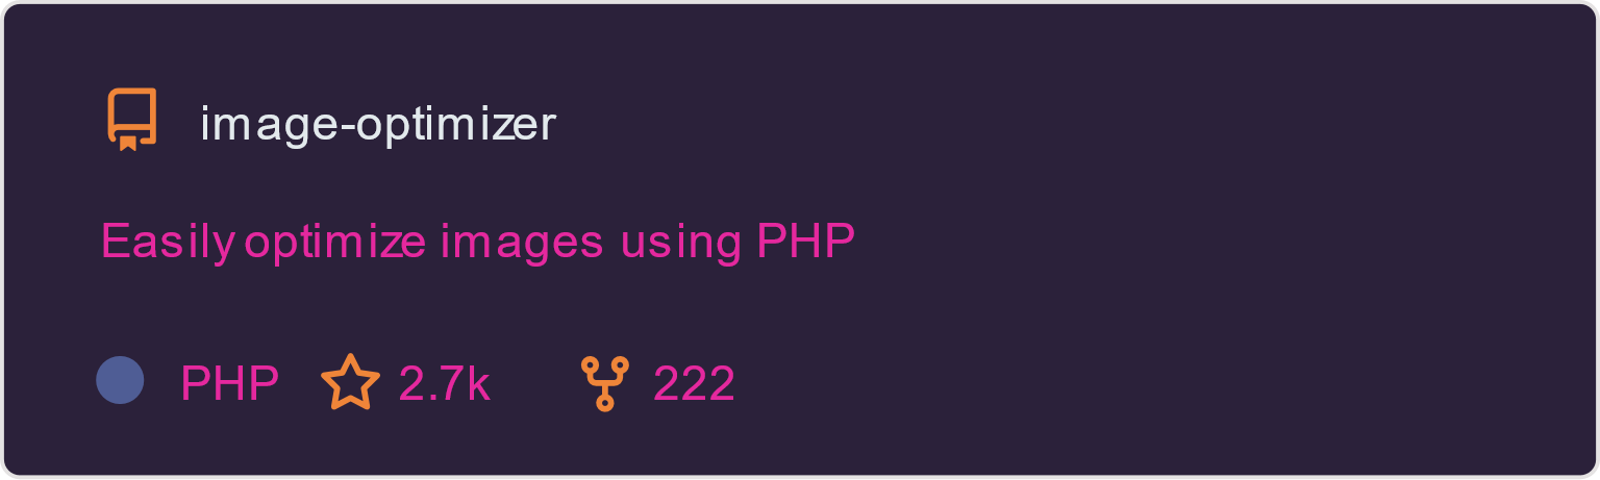 image-optimizer
Easily optimize images using PHP
PHP 2.7k 222